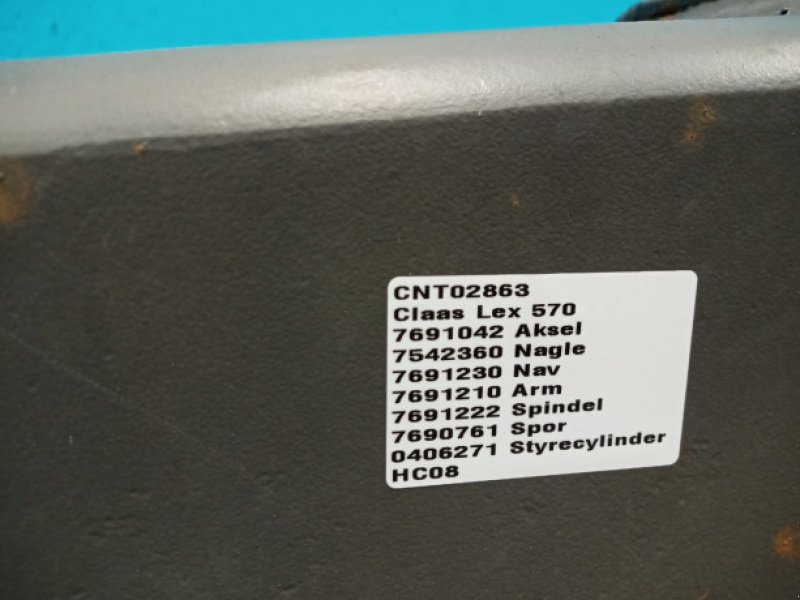 CNT02863
Claas Lex 570
7691042 Aksel
7542360 Nagle
7691230 Nav
7691210 Arm
7691222 Spindel
7690761 Spor
0406271 Styrecylinder
HC08